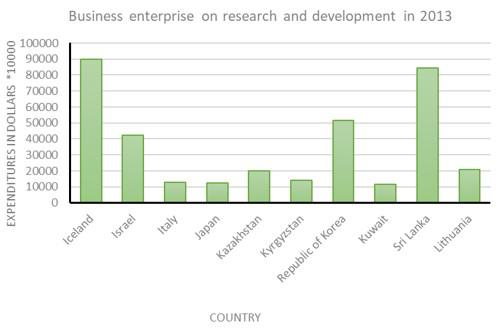 Business enterprise on research and development in 2013
EXPENDITURES IN DOLLARS *10000
100000
90000
80000
70000
60000
50000
40000
30000
20000
10000
0
Iceland
Israel
Italy
Japan
Kazakhstan
Kyrgyzstan
Republic of Korea
Kuwait
Sri Lanka
Lithuania
COUNTRY